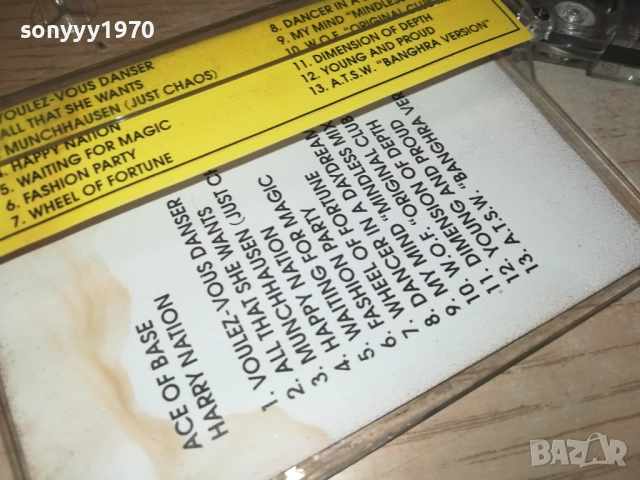 sonyyy1970
VOULEZ-VOUS DANSER
ALL THAT SHE WANTS
MUNCHHAUSEN (JUST CHAOS)
4. HAPPY NATION
5. WAITING FOR MAGIC
6. FASHION PARTY
7. WHEEL OF FORTUNE
8. DANCER IN A
9. MY MIND "MINDLESS
10. W.O.F. "ORIGINAL CLUB
11. DIMENSION OF DEPTH
12. YOUNG AND PROUD
13. A.T.S.W. "BANGHRA VERSION"
ACE OF BASE
HARRY NATION
1. VOULEZ-VOUS DANSER
2. ALL THAT SHE WANTS
3. MUNCHHAUSEN (JUST CH
4. HAPPY NATION
5. WAITING FOR MAGIC
6. FASHION PARTY
7. WHEEL OF FORTUNE
8. DANCER IN A DAYDREAM
9. MY MIND "MINDLESS MIX
10. W.O.F. "ORIGINAL CLUB
11. DIMENSION OF DEPTH
12. YOUNG AND PROUD
13. A.T.S.W. "BANGHRA VER
BAZAR